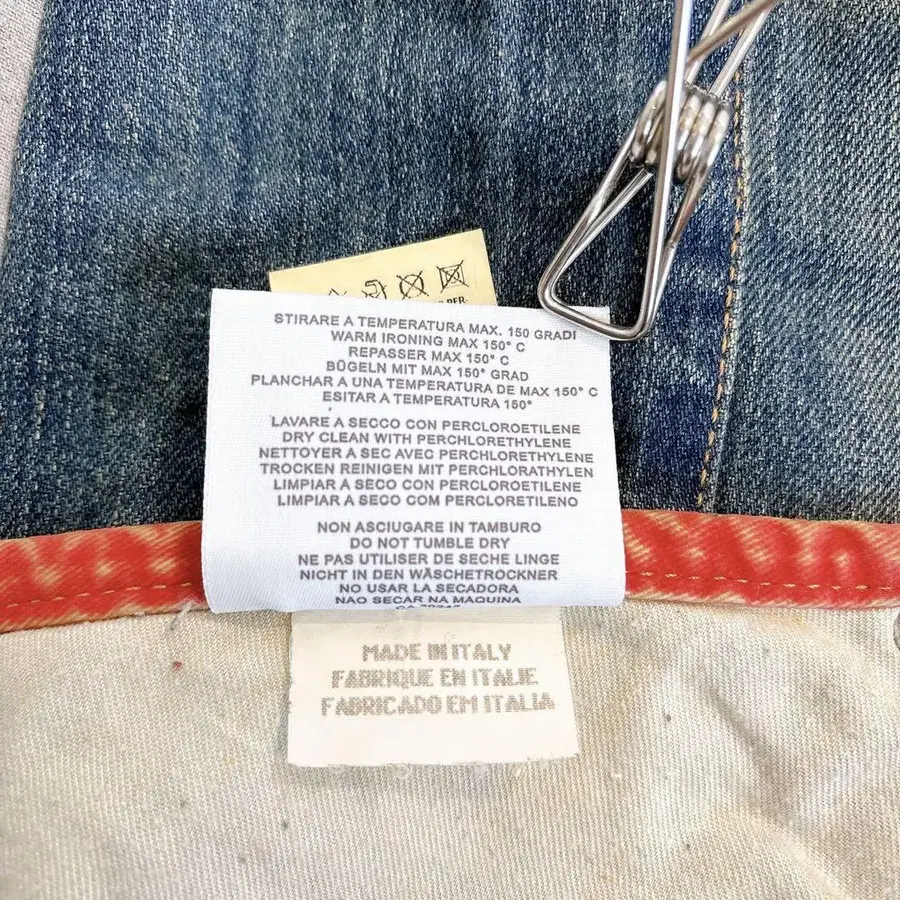 PER-
STIRARE A TEMPERATURA MAX. 150 GRADI
WARM IRONING MAX 150° C
REPASSER MAX 150° C
BÜGELN MIT MAX 150° GRAD
PLANCHAR A UNA TEMPERATURA DE MAX 150° C
ESITAR A TEMPERATURA 150°
LAVARE A SECCO CON PERCLOROETILENE
DRY CLEAN WITH PERCHLORETHYLENE
NETTOYER A SEC AVEC PERCHLORETHYLENE
TROCKEN REINIGEN MIT PERCHLORATHYLEN
LIMPIAR A SECO CON PERCLOROETILENO
LIMPIAR A SECO COM PERCLORETILENO
NON ASCIUGARE IN TAMBURO
DO NOT TUMBLE DRY
NE PAS UTILISER DE SECHE LINGE
NICHT IN DEN WÄSCHETROCKNER
NO USAR LA SECADORA
NAO SECAR NA MAQUINA
MADE IN ITALY
FABRIQUE EN ITALIE
FABRICADO EM ITALIA